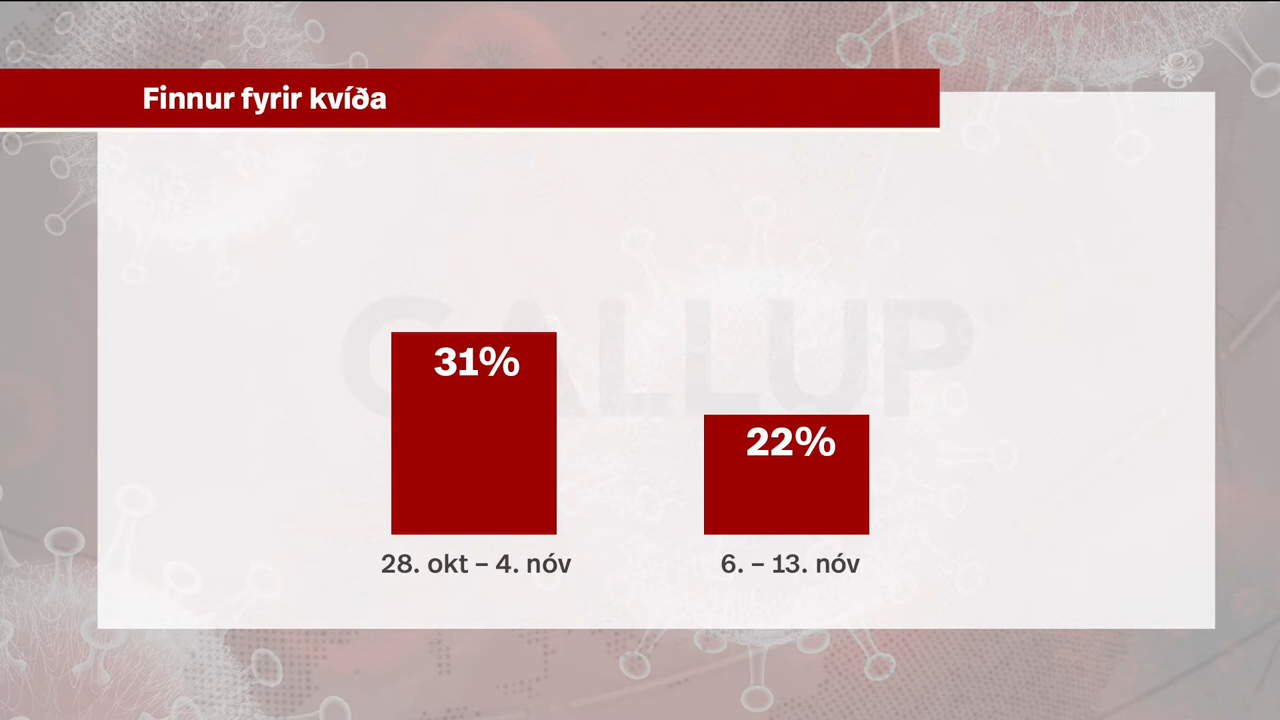 Finnur fyrir kvíða
GALLUP
31%
22%
28. okt – 4. nóv
6. – 13. nóv